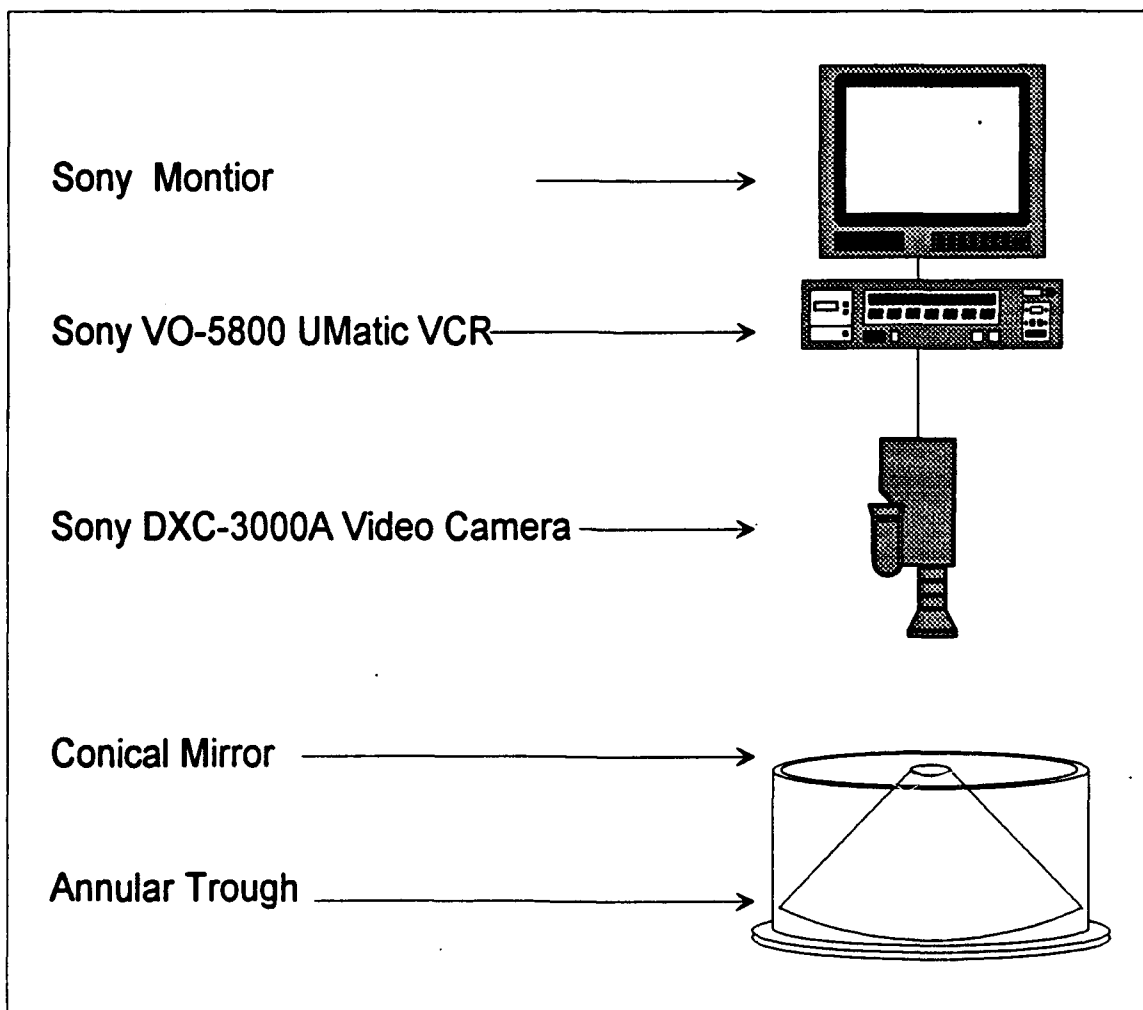 Sony Montior
Sony VO-5800 UMatic VCR
Sony DXC-3000A Video Camera
Conical Mirror
Annular Trough